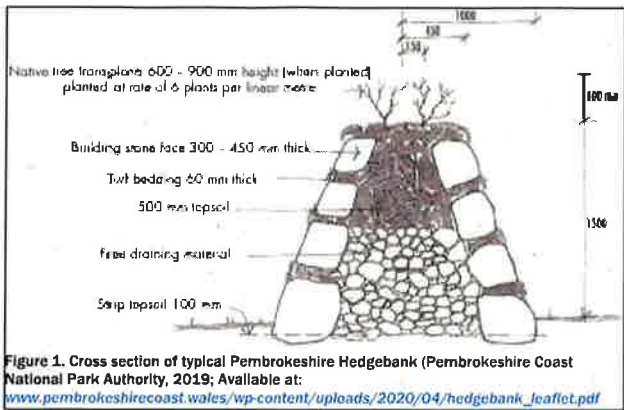 1000
450
150
Native tree transplants 600 - 900 mm height (when planted)
planted at rate of 6 plants per linear metre
600 mm
Building stone face 300 - 450 mm thick
Turf bedding 60 mm thick
500 mm topsoil
1500
Free draining material
Strip topsoil 100 mm
Figure 1. Cross section of typical Pembrokeshire Hedgebank (Pembrokeshire Coast
National Park Authority, 2019; Available at:
www.pembrokeshirecoast.wales/wp-content/uploads/2020/04/hedgebank_leaflet.pdf